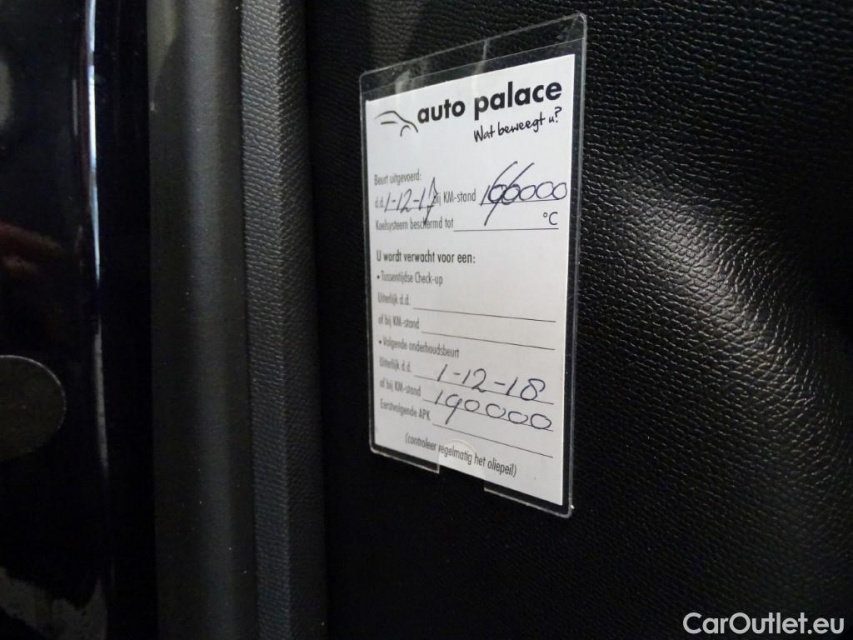 auto palace
Wat beweegt u?
Beurt uitgevoerd:
d.d. 1-12-17 bij KM-stand 166000
Koelsysteem beschermd tot °C
U wordt verwacht voor een:
• Tussentijdse Check-up
Uiterlijk d.d.
of bij KM-stand
• Volgende onderhoudsbeurt
Uiterlijk d.d. 1-12-18
of bij KM-stand 190000
Eerstvolgende APK
(controleer regelmatig het oliepeil)
CarOutlet.eu